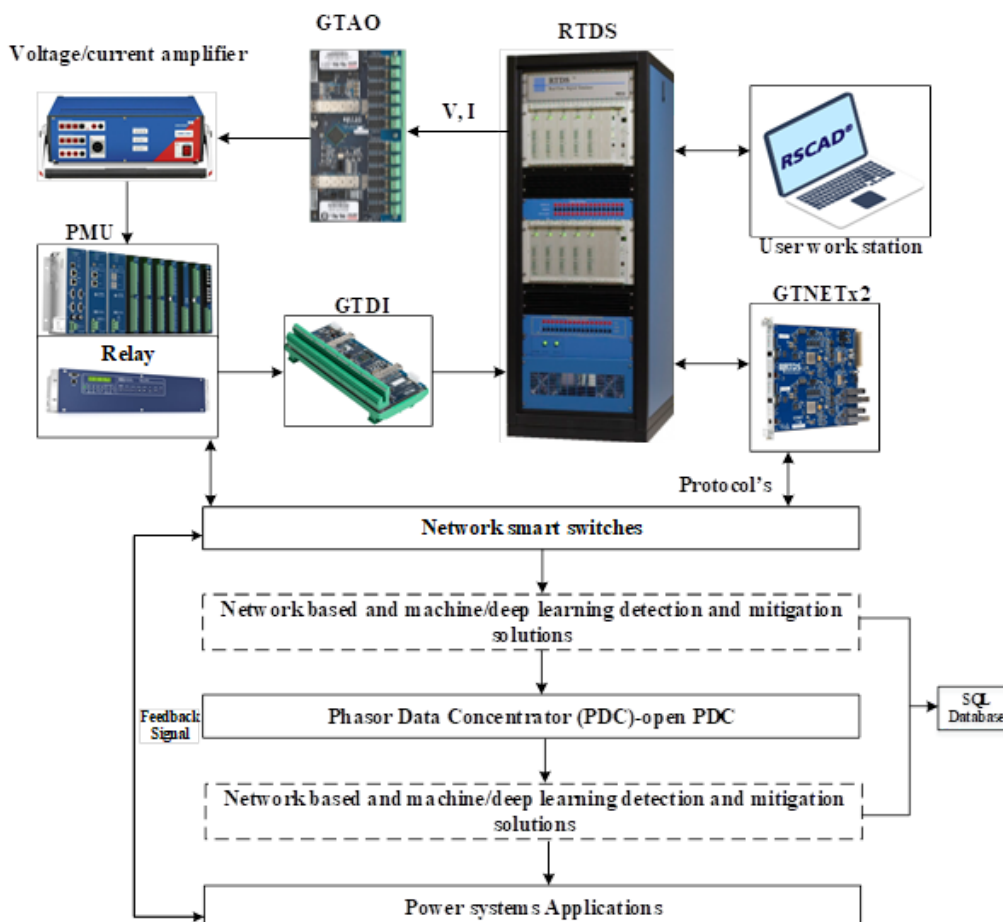 GTAO
RTDS
Voltage/current amplifier
V, I
RTDS
RSCAD®
PMU
User work station
GTNETx2
GTDI
Relay
RTDS
Protocol's
Network smart switches
Network based and machine/deep learning detection and mitigation
solutions
Feedback
Signal
Phasor Data Concentrator (PDC)-open PDC
SQL
Database
Network based and machine/deep learning detection and mitigation
solutions
Power systems Applications